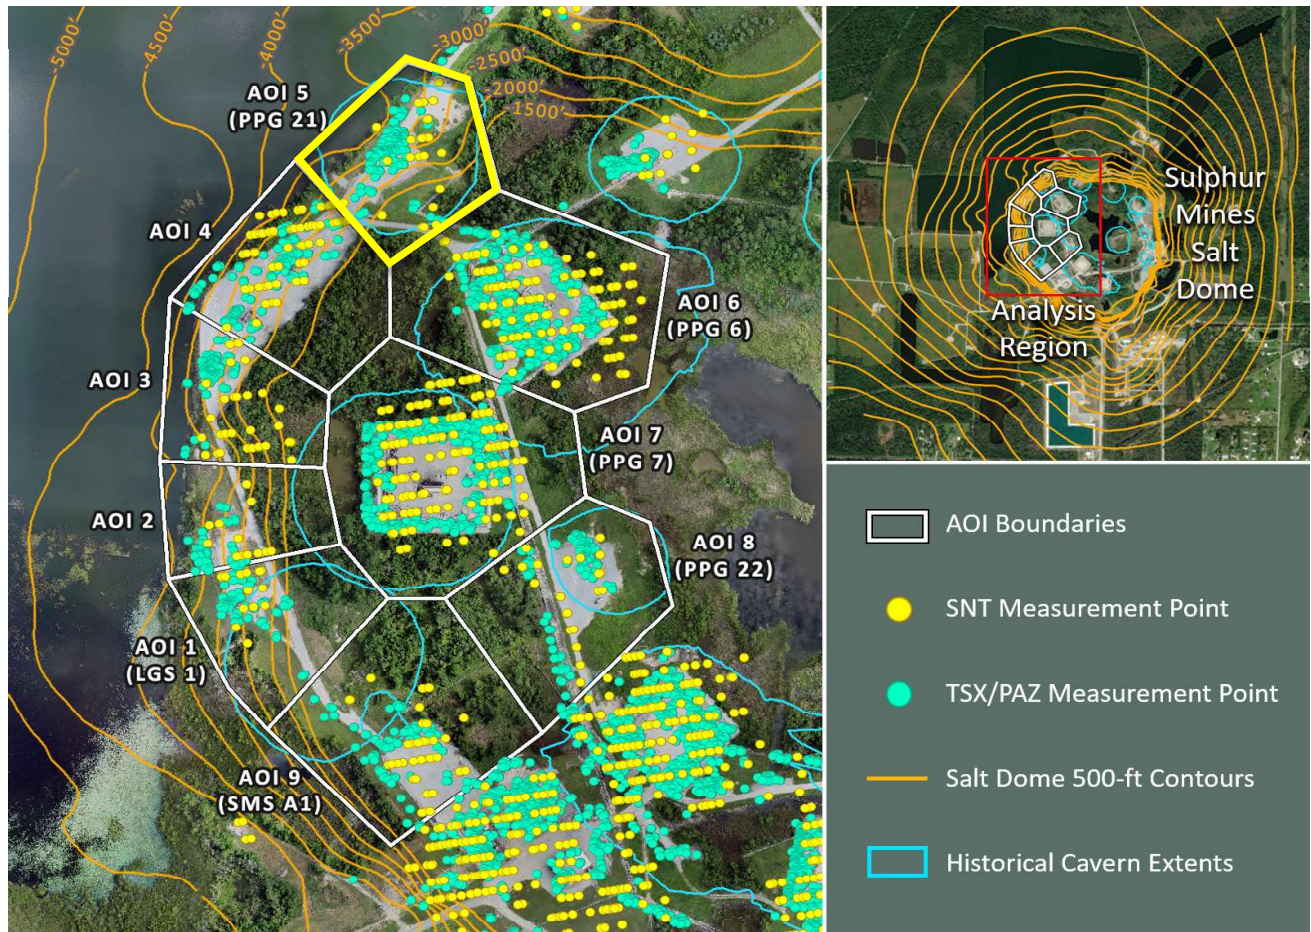 -5000'
-4500'
-4000'
-3500'
-3000'
-2500'
-2000'
-1500'
AOI 5
(PPG 21)
AOI 4
AOI 3
AOI 2
AOI 1
(LGS 1)
AOI 9
(SMS A1)
AOI 6
(PPG 6)
AOI 7
(PPG 7)
AOI 8
(PPG 22)
Sulphur
Mines
Salt
Dome
Analysis
Region
AOI Boundaries
SNT Measurement Point
TSX/PAZ Measurement Point
Salt Dome 500-ft Contours
Historical Cavern Extents